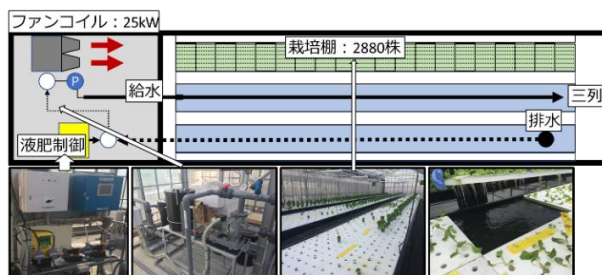 ファンコイル：25kW
栽培棚：2880株
P
給水
三列
排水
液肥制御